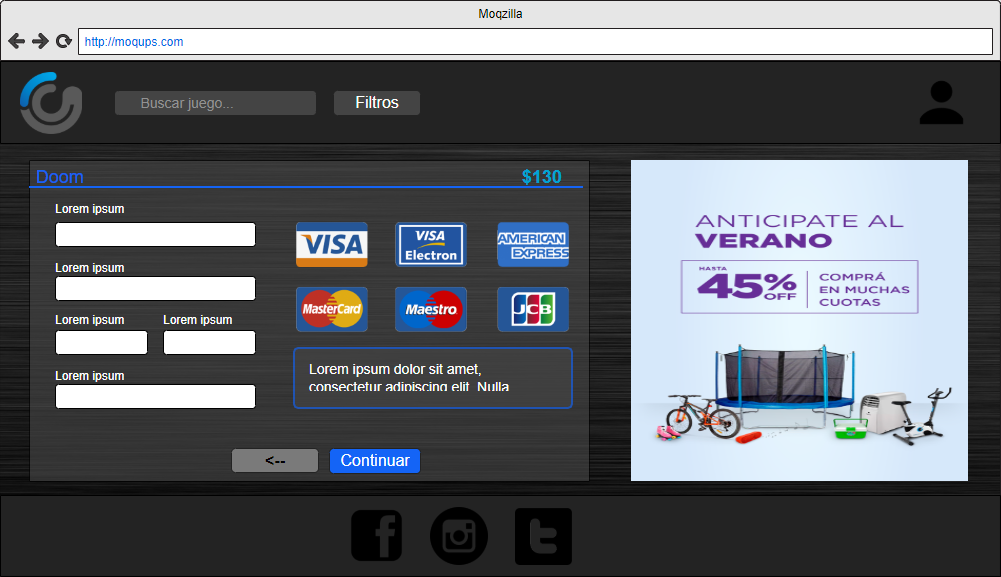 Moqzilla
http://moqups.com
Buscar juego...
Filtros
Doom
$130
Lorem ipsum
Lorem ipsum
Lorem ipsum
Lorem ipsum
Lorem ipsum
VISA
VISA
Electron
AMERICAN
EXPRESS
MasterCard
Maestro
JCB
Lorem ipsum dolor sit amet,
consectetur adipiscing elit. Nulla
<--
Continuar
ANTICIPATE AL
VERANO
HASTA
45% OFF
COMPRÁ
EN MUCHAS
CUOTAS